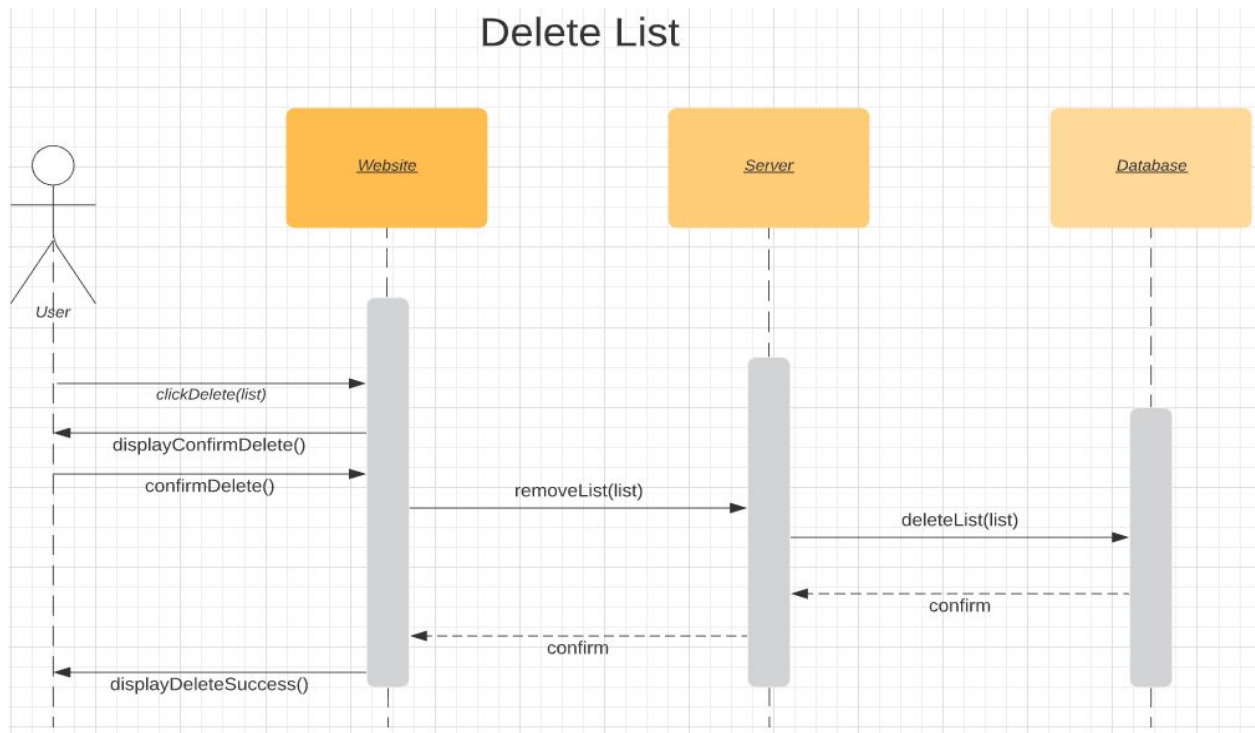 Delete List
Website
Server
Database
User
clickDelete(list)
displayConfirmDelete()
confirmDelete()
removeList(list)
deleteList(list)
confirm
confirm
displayDeleteSuccess()